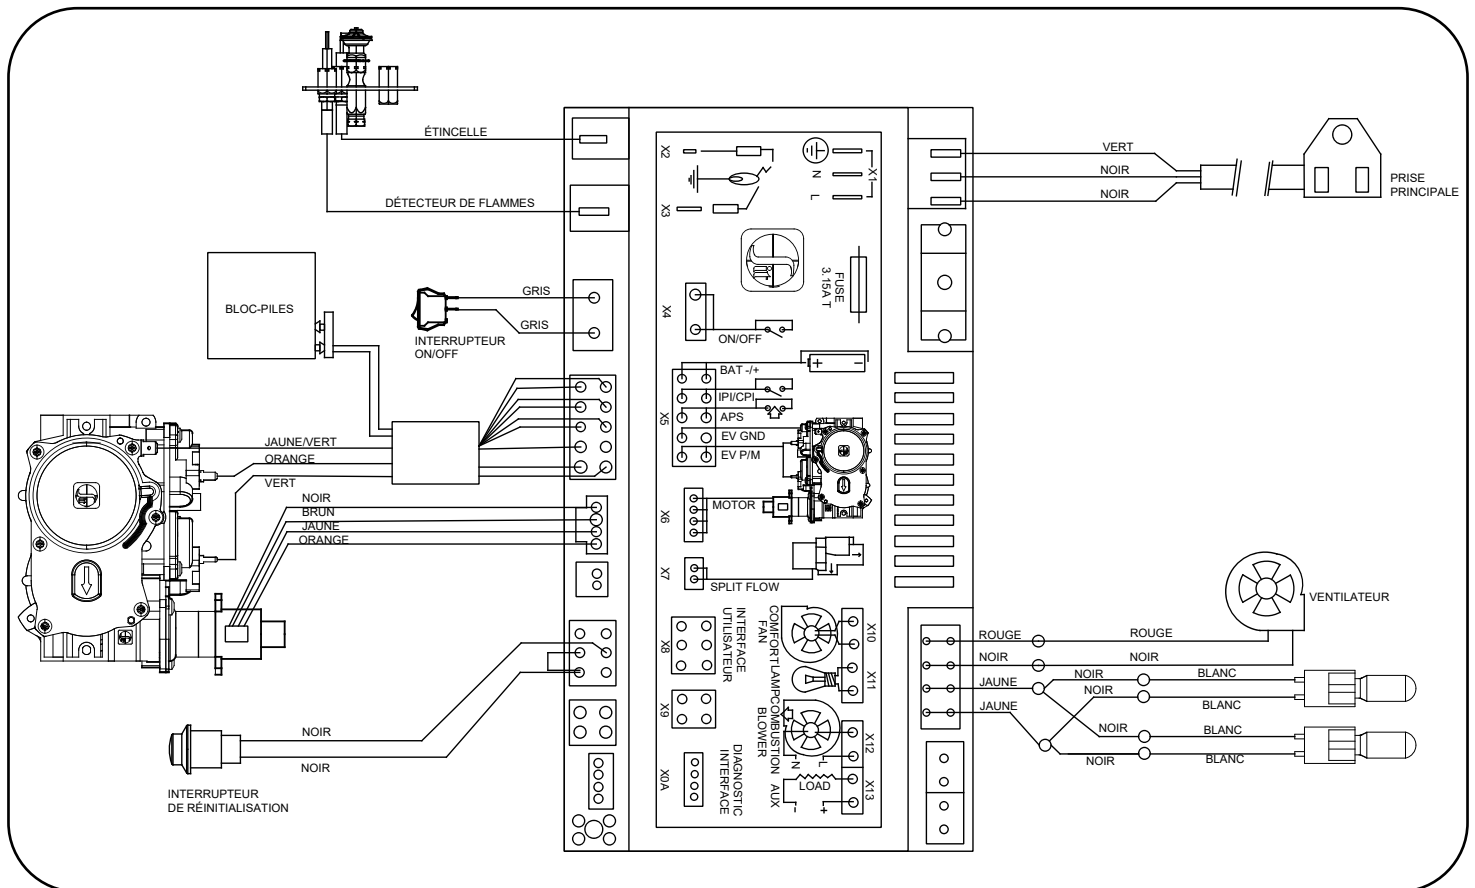 ÉTINCELLE
DÉTECTEUR DE FLAMMES
BLOC-PILES
GRIS
GRIS
INTERRUPTEUR
ON/OFF
JAUNE/VERT
ORANGE
VERT
NOIR
BRUN
JAUNE
ORANGE
NOIR
NOIR
INTERRUPTEUR
DE RÉINITIALISATION
X2
X3
N
L
X1
FUSE
3.15A T
X4
ON/OFF
X5
BAT -/+
+
-
IPI/CPI
APS
EV GND
EV P/M
X6
MOTOR
X7
SPLIT FLOW
X8
INTERFACE
UTILISATEUR
X9
X0A
DIAGNOSTIC
INTERFACE
COMFORT
FAN
X10
LAMP
X11
COMBUSTION
BLOWER
X12
N
L
AUX
LOAD
X13
-
+
VERT
NOIR
NOIR
PRISE
PRINCIPALE
VENTILATEUR
ROUGE
ROUGE
NOIR
NOIR
JAUNE
NOIR
BLANC
NOIR
BLANC
JAUNE
NOIR
BLANC
NOIR
BLANC